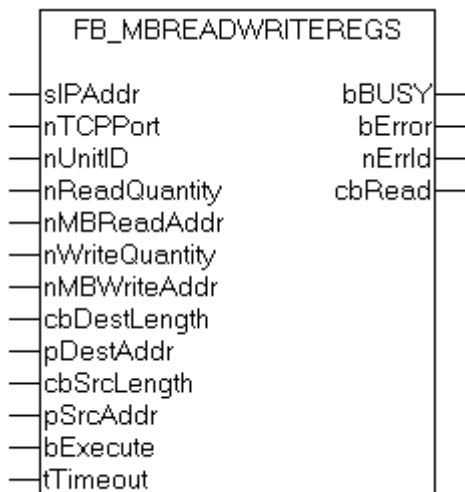 FB_MBREADWRITEREGS
sIPAddr bBUSY
nTCPPort bError
nUnitID nErrId
nReadQuantity cbRead
nMBReadAddr
nWriteQuantity
nMBWriteAddr
cbDestLength
pDestAddr
cbSrcLength
pSrcAddr
bExecute
tTimeout